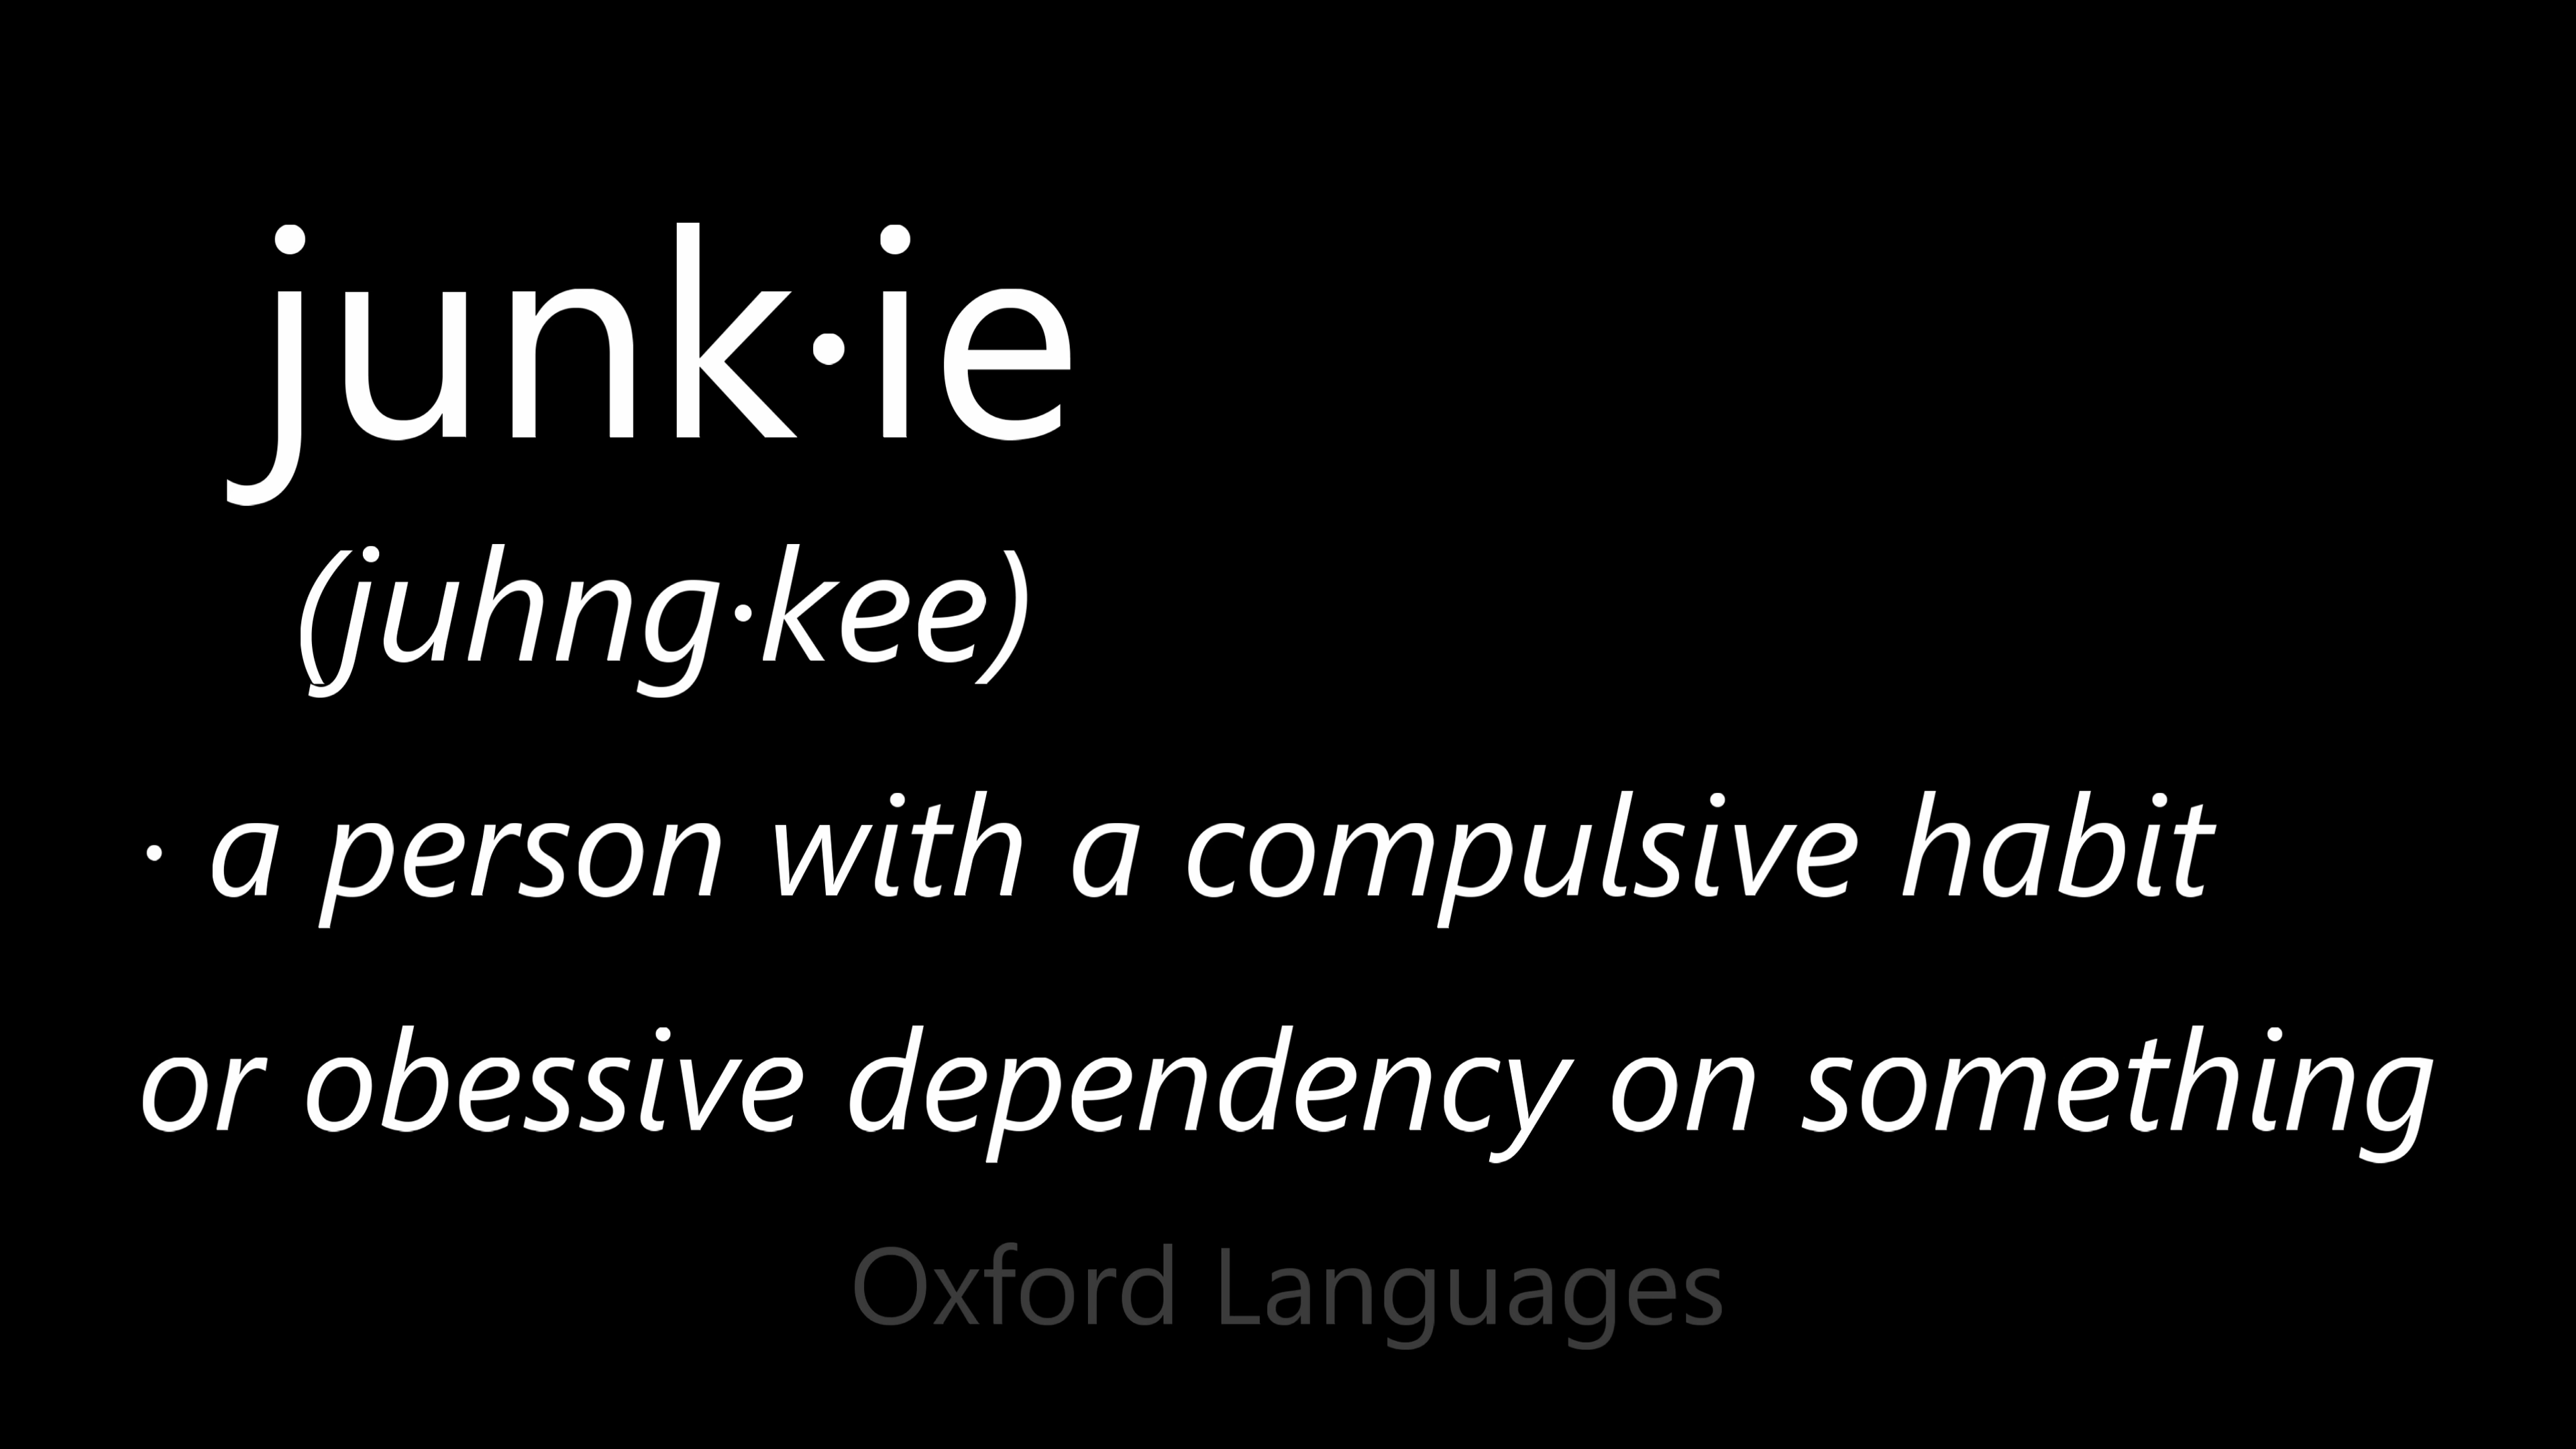 junk·ie
(juhng·kee)
· a person with a compulsive habit
or obessive dependency on something
Oxford Languages